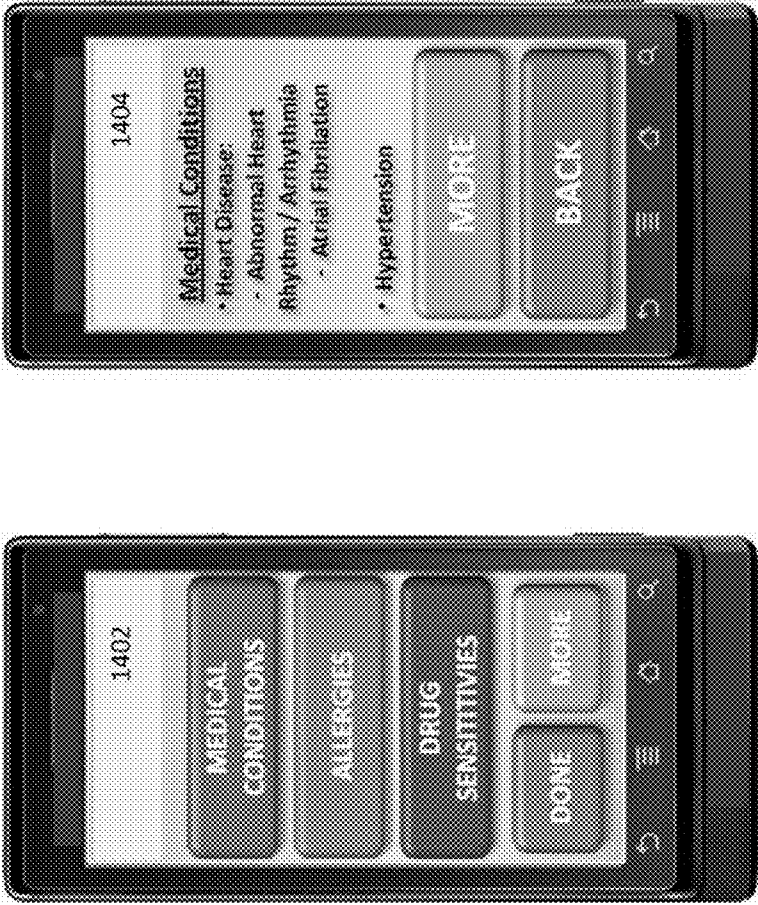 1402
MEDICAL
CONDITIONS
ALLERGIES
DRUG
SENSITITIVIES
DONE MORE
1404
Medical Conditions
• Heart Disease:
- Abnormal Heart
Rhythm / Arrhythmia
- Atrial Fibrilation
• Hypertension
MORE
BACK